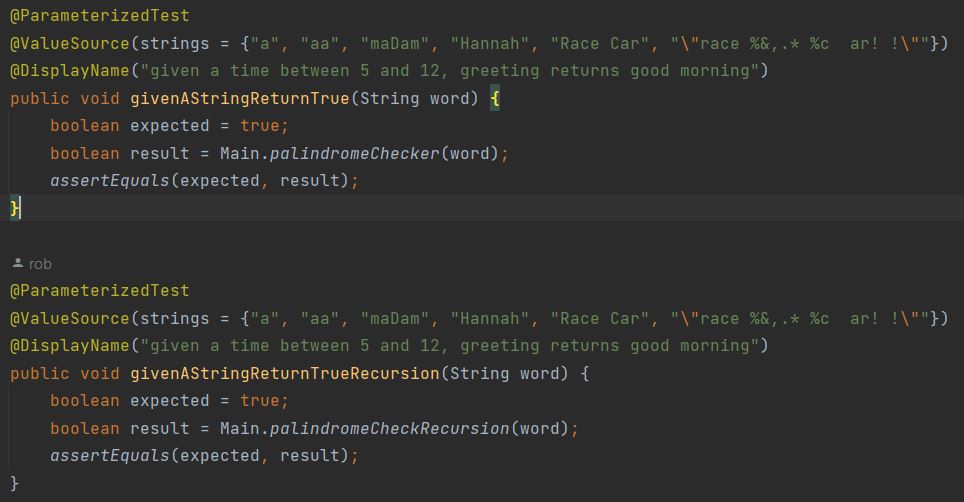 @ParameterizedTest
@ValueSource(strings = {"a", "aa", "maDam", "Hannah", "Race Car", "\"race %&,.* %c  ar! !\""})
@DisplayName("given a time between 5 and 12, greeting returns good morning")
public void givenAStringReturnTrue(String word) {
    boolean expected = true;
    boolean result = Main.palindromeChecker(word);
    assertEquals(expected, result);
}
rob
@ParameterizedTest
@ValueSource(strings = {"a", "aa", "maDam", "Hannah", "Race Car", "\"race %&,.* %c  ar! !\""})
@DisplayName("given a time between 5 and 12, greeting returns good morning")
public void givenAStringReturnTrueRecursion(String word) {
    boolean expected = true;
    boolean result = Main.palindromeCheckRecursion(word);
    assertEquals(expected, result);
}